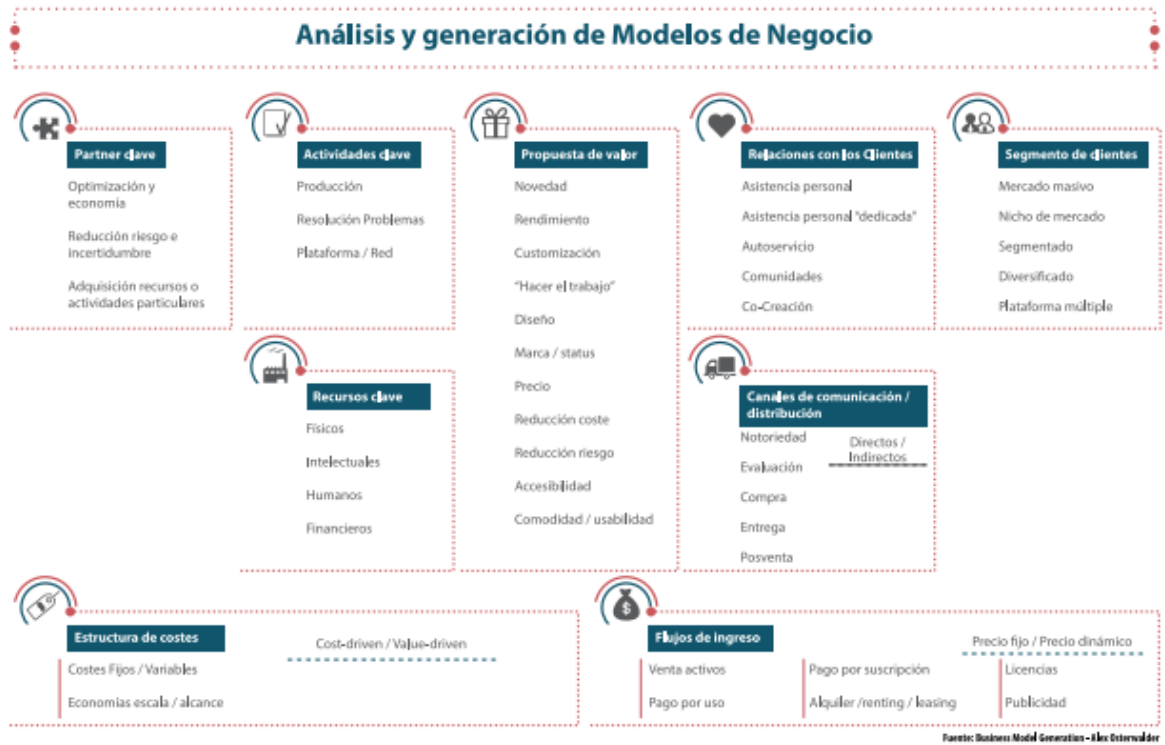 Análisis y generación de Modelos de Negocio
Partner clave
Optimización y
economía
Reducción riesgo e
incertidumbre
Adquisición recursos o
actividades particulares
Actividades clave
Producción
Resolución Problemas
Plataforma / Red
Recursos clave
Físicos
Intelectuales
Humanos
Financieros
Propuesta de valor
Novedad
Rendimiento
Customización
"Hacer el trabajo"
Diseño
Marca / status
Precio
Reducción coste
Reducción riesgo
Accesibilidad
Comodidad / usabilidad
Relaciones con los Clientes
Asistencia personal
Asistencia personal "dedicada"
Autoservicio
Comunidades
Co-Creación
Canales de comunicación /
distribución
Notoriedad
Evaluación
Compra
Entrega
Posventa
Directos /
Indirectos
Segmento de clientes
Mercado masivo
Nicho de mercado
Segmentado
Diversificado
Plataforma múltiple
Estructura de costes
Cost-driven / Value-driven
Costes Fijos / Variables
Economías escala / alcance
$
Flujos de ingreso
Precio fijo / Precio dinámico
Venta activos
Pago por uso
Pago por suscripción
Alquiler /renting / leasing
Licencias
Publicidad
Fuente: Business Model Generation - Alex Osterwalder